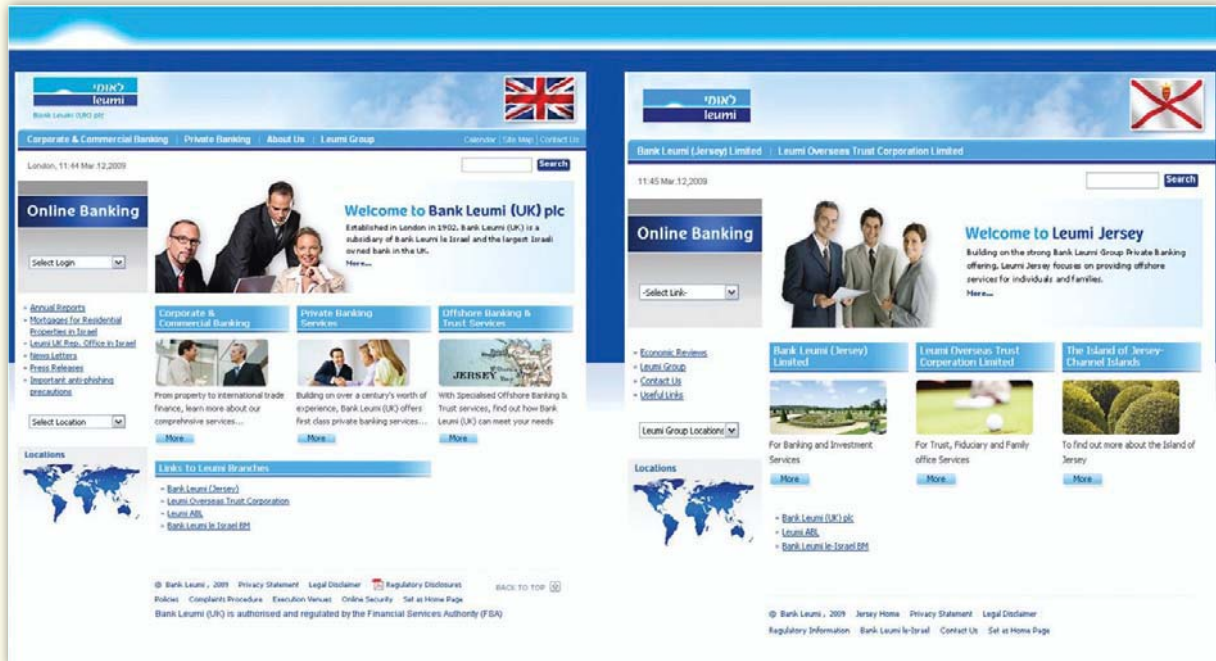 לאומי
leumi
Bank Leumi (UK) plc
Corporate & Commercial Banking | Private Banking | About Us | Leumi Group
Calendar | Site Map | Contact Us
London, 11:44 Mar.12,2009
Search
Online Banking
Select Login
Welcome to Bank Leumi (UK) plc
Established in London in 1902, Bank Leumi (UK) is a
subsidiary of Bank Leumi le Israel and the largest Israeli
owned bank in the UK.
More...
Annual Reports
Mortgages for Residential
Properties in Israel
Leumi UK Rep. Office in Israel
News Letters
Press Releases
Important anti-phishing
precautions
Select Location
Locations
Corporate &
Commercial Banking
From property to international trade
finance, learn more about our
comprehnsive services...
More
Private Banking
Services
Building on over a century's worth of
experience, Bank Leumi (UK) offers
first class private banking services...
More
Offshore Banking &
Trust Services
JERSEY
With Specialised Offshore Banking &
Trust services, find out how Bank
Leumi (UK) can meet your needs
More
Links to Leumi Branches
Bank Leumi (Jersey)
Leumi Overseas Trust Corporation
Leumi ABL
Bank Leumi le Israel BM
© Bank Leumi , 2009 Privacy Statement Legal Disclaimer Regulatory Disclosures
BACK TO TOP
Policies Complaints Procedure Execution Venues Online Security Set as Home Page
Bank Leumi (UK) is authorised and regulated by the Financial Services Authority (FSA)
לאומי
leumi
Bank Leumi (Jersey) Limited | Leumi Overseas Trust Corporation Limited
11:45 Mar.12,2009
Search
Online Banking
-Select Link-
Welcome to Leumi Jersey
Building on the strong Bank Leumi Group Private Banking
offering, Leumi Jersey focuses on providing offshore
services for individuals and families.
More...
Economic Reviews
Leumi Group
Contact Us
Useful Links
Leumi Group Locations
Locations
Bank Leumi (Jersey)
Limited
For Banking and Investment
Services
More
Leumi Overseas Trust
Corperation Limited
For Trust, Fiduciary and Family
office Services
More
The Island of Jersey-
Channel Islands
To find out more about the Island of
Jersey
More
Bank Leumi (UK) plc
Leumi ABL
Bank Leumi le-Israel BM
© Bank Leumi , 2009 Jersey Home Privacy Statement Legal Disclaimer
Regulatory Information Bank Leumi le-Israel Contact Us Set as Home Page